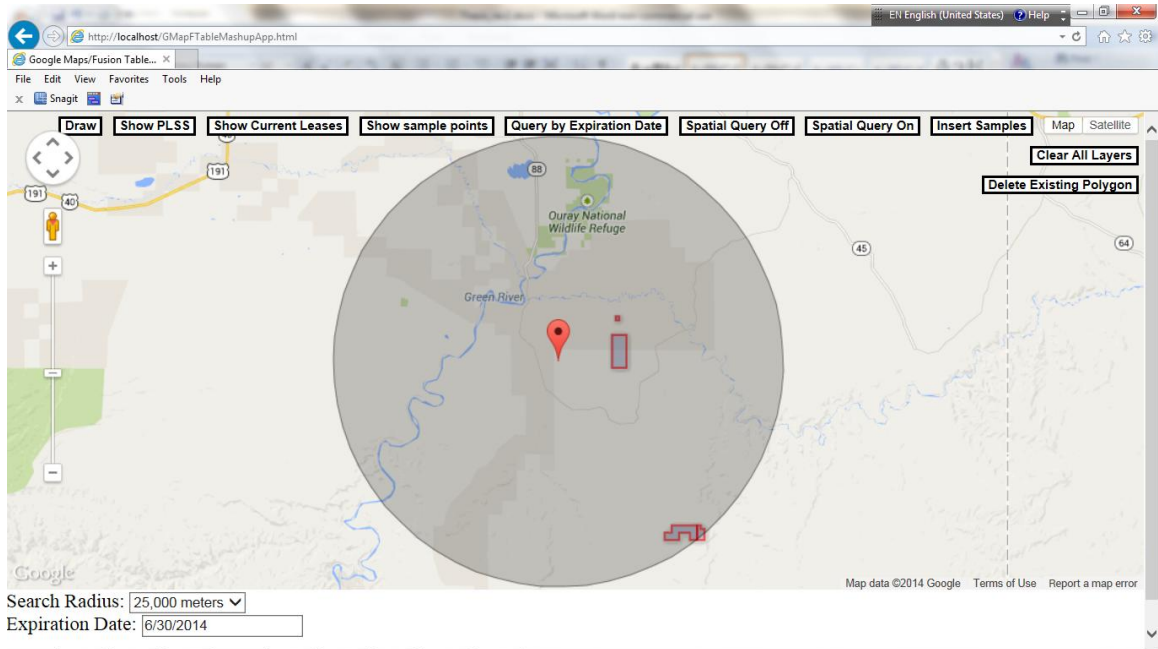 EN English (United States) Help
http://localhost/GMapFTableMashupApp.html
Google Maps/Fusion Table...
File Edit View Favorites Tools Help
x Snagit
Draw Show PLSS Show Current Leases Show sample points Query by Expiration Date Spatial Query Off Spatial Query On Insert Samples Map Satellite
Clear All Layers
Delete Existing Polygon
191
88
191
40
Ouray National
Wildlife Refuge
45
64
Green River
Google
Map data ©2014 Google Terms of Use Report a map error
Search Radius: 25,000 meters
Expiration Date: 6/30/2014